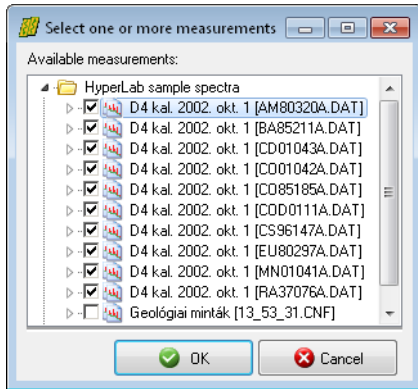 Select one or more measurements
Available measurements:
HyperLab sample spectra
D4 kal. 2002. okt. 1 [AM80320A.DAT]
D4 kal. 2002. okt. 1 [BA85211A.DAT]
D4 kal. 2002. okt. 1 [CD01043A.DAT]
D4 kal. 2002. okt. 1 [CO01042A.DAT]
D4 kal. 2002. okt. 1 [CO85185A.DAT]
D4 kal. 2002. okt. 1 [COD0111A.DAT]
D4 kal. 2002. okt. 1 [CS96147A.DAT]
D4 kal. 2002. okt. 1 [EU80297A.DAT]
D4 kal. 2002. okt. 1 [MN01041A.DAT]
D4 kal. 2002. okt. 1 [RA37076A.DAT]
Geológiai minták [13_53_31.CNF]
OK
Cancel